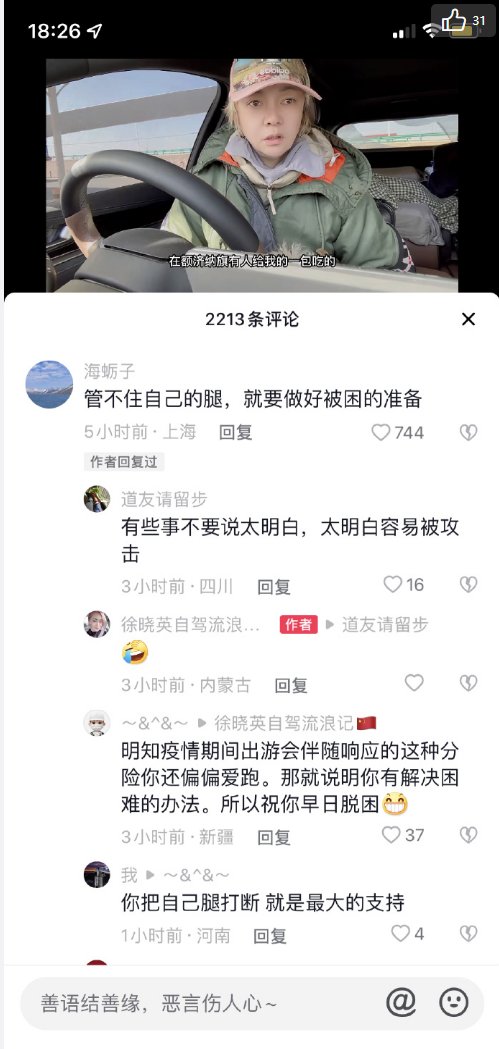 18:26
31
在额济纳旗有人给我的一包吃的
2213条评论
海蛎子
管不住自己的腿，就要做好被困的准备
5小时前·上海 回复 744
作者回复过
道友请留步
有些事不要说太明白，太明白容易被攻
击
3小时前·四川 回复 16
徐晓英自驾流浪... 作者 ▶ 道友请留步
🤣
3小时前·内蒙古 回复
～&^&～ ▶ 徐晓英自驾流浪记🇨🇳
明知疫情期间出游会伴随响应的这种分
险你还偏偏爱跑。那就说明你有解决困
难的办法。所以祝你早日脱困😁
3小时前·新疆 回复 37
我 ▶ ～&^&～
你把自己腿打断 就是最大的支持
1小时前·河南 回复 4
善语结善缘，恶言伤人心～ @